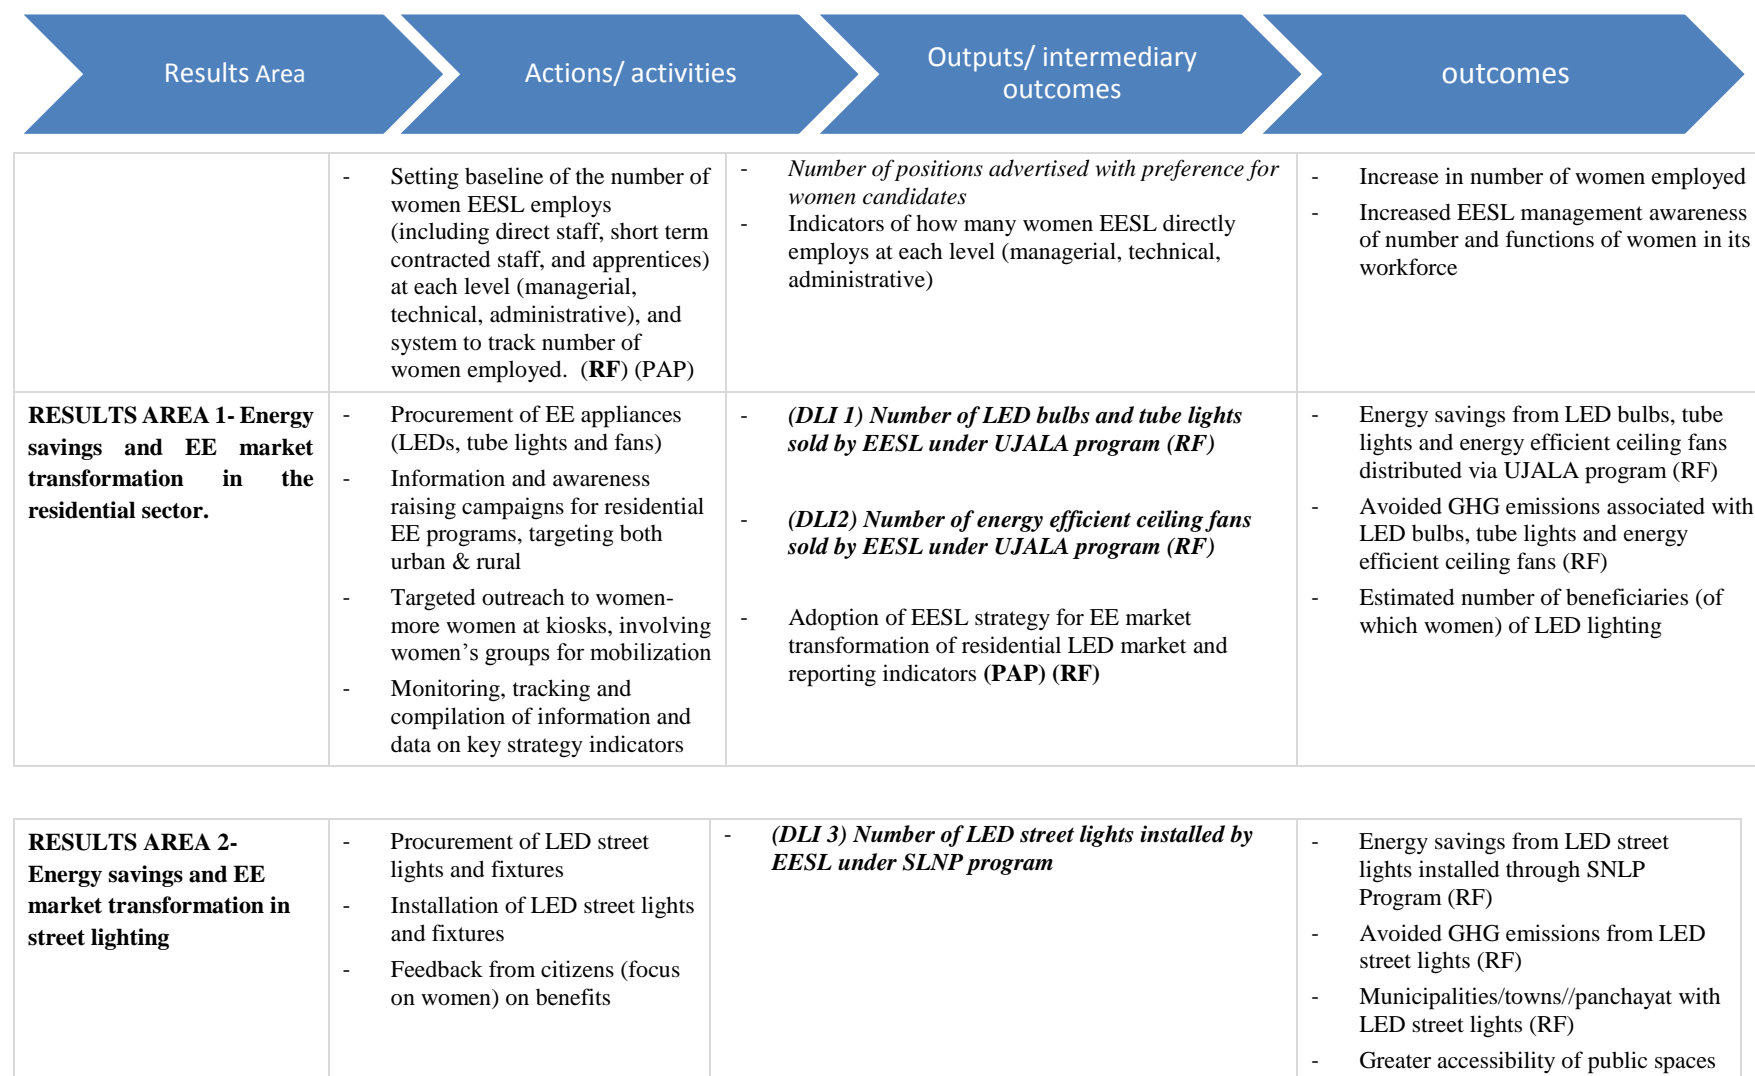 Results Area
Actions/ activities
Outputs/ intermediary
outcomes
outcomes
- Setting baseline of the number of
women EESL employs
(including direct staff, short term
contracted staff, and apprentices)
at each level (managerial,
technical, administrative), and
system to track number of
women employed. (RF) (PAP)
- Number of positions advertised with preference for
women candidates
- Indicators of how many women EESL directly
employs at each level (managerial, technical,
administrative)
- Increase in number of women employed
- Increased EESL management awareness
of number and functions of women in its
workforce
RESULTS AREA 1- Energy
savings and EE market
transformation in the
residential sector.
- Procurement of EE appliances
(LEDs, tube lights and fans)
- Information and awareness
raising campaigns for residential
EE programs, targeting both
urban & rural
- Targeted outreach to women-
more women at kiosks, involving
women’s groups for mobilization
- Monitoring, tracking and
compilation of information and
data on key strategy indicators
- (DLI 1) Number of LED bulbs and tube lights
sold by EESL under UJALA program (RF)
- (DLI2) Number of energy efficient ceiling fans
sold by EESL under UJALA program (RF)
- Adoption of EESL strategy for EE market
transformation of residential LED market and
reporting indicators (PAP) (RF)
- Energy savings from LED bulbs, tube
lights and energy efficient ceiling fans
distributed via UJALA program (RF)
- Avoided GHG emissions associated with
LED bulbs, tube lights and energy
efficient ceiling fans (RF)
- Estimated number of beneficiaries (of
which women) of LED lighting
RESULTS AREA 2-
Energy savings and EE
market transformation in
street lighting
- Procurement of LED street
lights and fixtures
- Installation of LED street lights
and fixtures
- Feedback from citizens (focus
on women) on benefits
- (DLI 3) Number of LED street lights installed by
EESL under SLNP program
- Energy savings from LED street
lights installed through SNLP
Program (RF)
- Avoided GHG emissions from LED
street lights (RF)
- Municipalities/towns//panchayat with
LED street lights (RF)
- Greater accessibility of public spaces